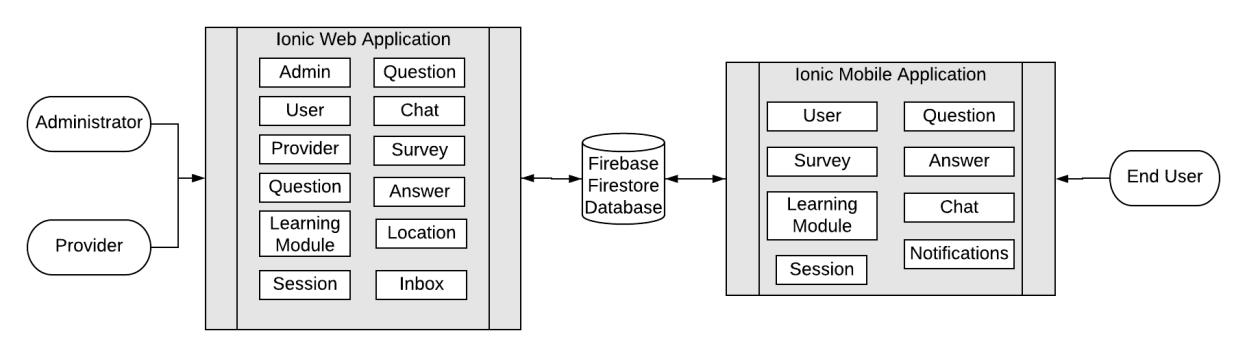 Administrator
Provider
Ionic Web Application
Admin
Question
User
Chat
Provider
Survey
Question
Answer
Learning
Module
Location
Session
Inbox
Firebase
Firestore
Database
Ionic Mobile Application
User
Question
Survey
Answer
Learning
Module
Chat
Session
Notifications
End User